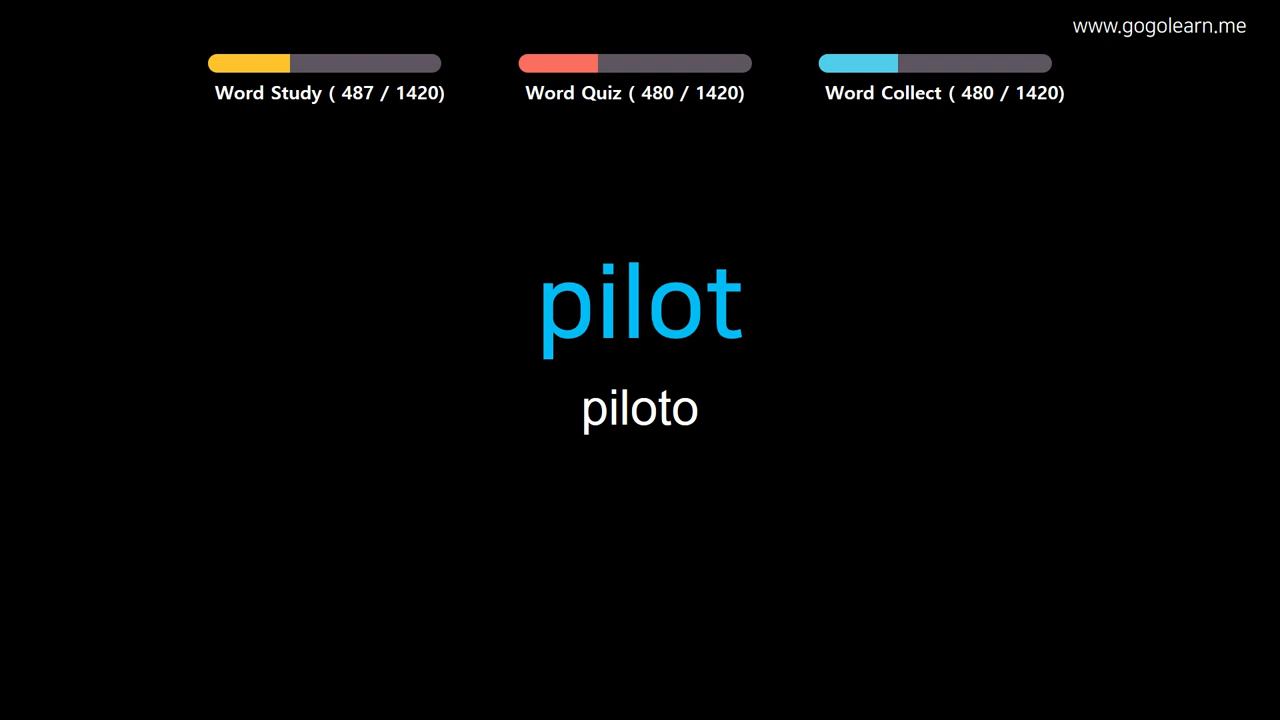 www.gogolearn.me
Word Study ( 487 / 1420)
Word Quiz ( 480 / 1420)
Word Collect ( 480 / 1420)
pilot
piloto